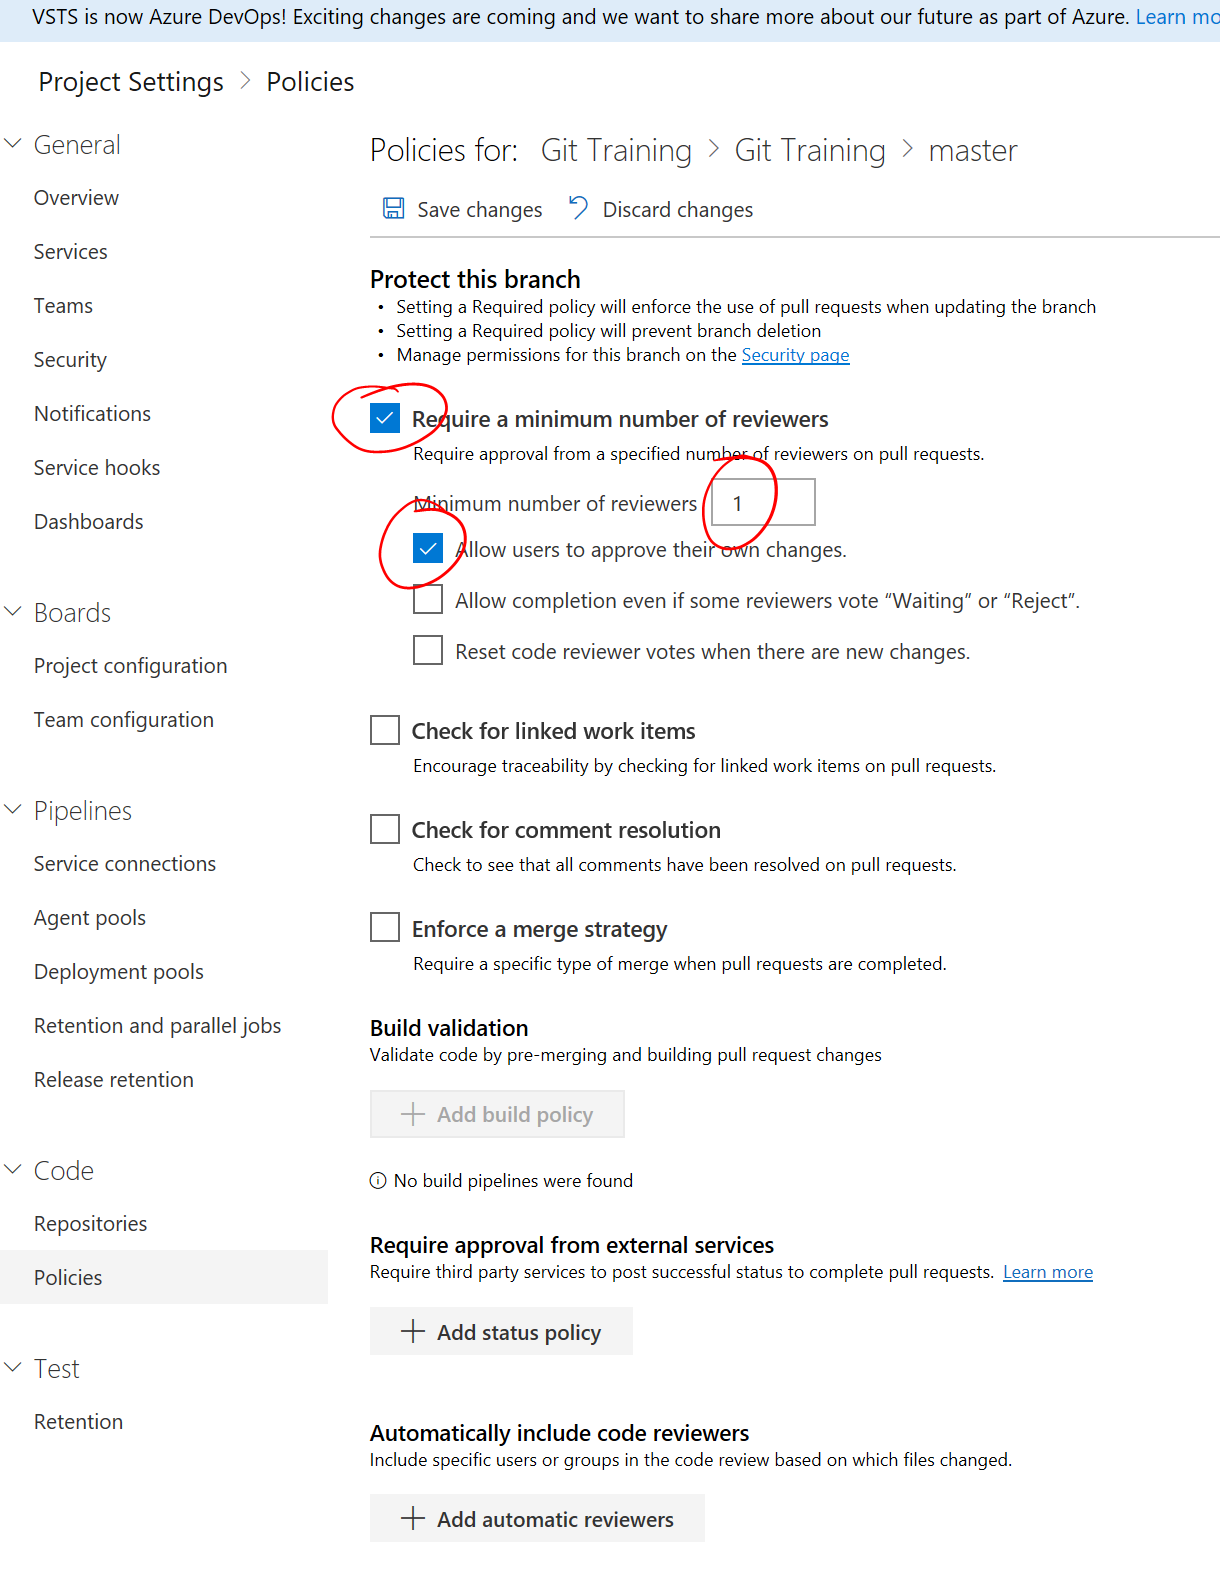 VSTS is now Azure DevOps! Exciting changes are coming and we want to share more about our future as part of Azure. Learn mo
Project Settings > Policies
General
Overview
Services
Teams
Security
Notifications
Service hooks
Dashboards
Boards
Project configuration
Team configuration
Pipelines
Service connections
Agent pools
Deployment pools
Retention and parallel jobs
Release retention
Code
Repositories
Policies
Test
Retention
Policies for: Git Training > Git Training > master
Save changes Discard changes
Protect this branch
• Setting a Required policy will enforce the use of pull requests when updating the branch
• Setting a Required policy will prevent branch deletion
• Manage permissions for this branch on the Security page
Require a minimum number of reviewers
Require approval from a specified number of reviewers on pull requests.
Minimum number of reviewers 1
Allow users to approve their own changes.
Allow completion even if some reviewers vote “Waiting” or “Reject”.
Reset code reviewer votes when there are new changes.
Check for linked work items
Encourage traceability by checking for linked work items on pull requests.
Check for comment resolution
Check to see that all comments have been resolved on pull requests.
Enforce a merge strategy
Require a specific type of merge when pull requests are completed.
Build validation
Validate code by pre-merging and building pull request changes
+ Add build policy
No build pipelines were found
Require approval from external services
Require third party services to post successful status to complete pull requests. Learn more
+ Add status policy
Automatically include code reviewers
Include specific users or groups in the code review based on which files changed.
+ Add automatic reviewers